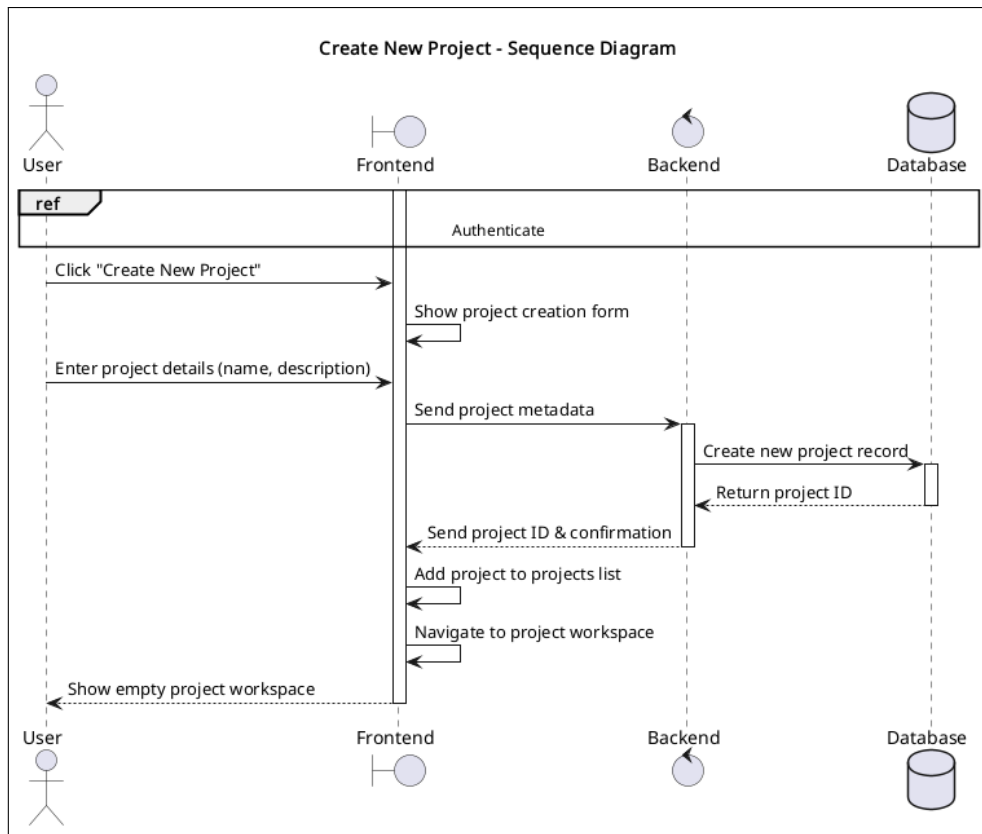 Create New Project - Sequence Diagram
User
Frontend
Backend
Database
ref
Authenticate
Click "Create New Project"
Show project creation form
Enter project details (name, description)
Send project metadata
Create new project record
Return project ID
Send project ID & confirmation
Add project to projects list
Navigate to project workspace
Show empty project workspace
User
Frontend
Backend
Database